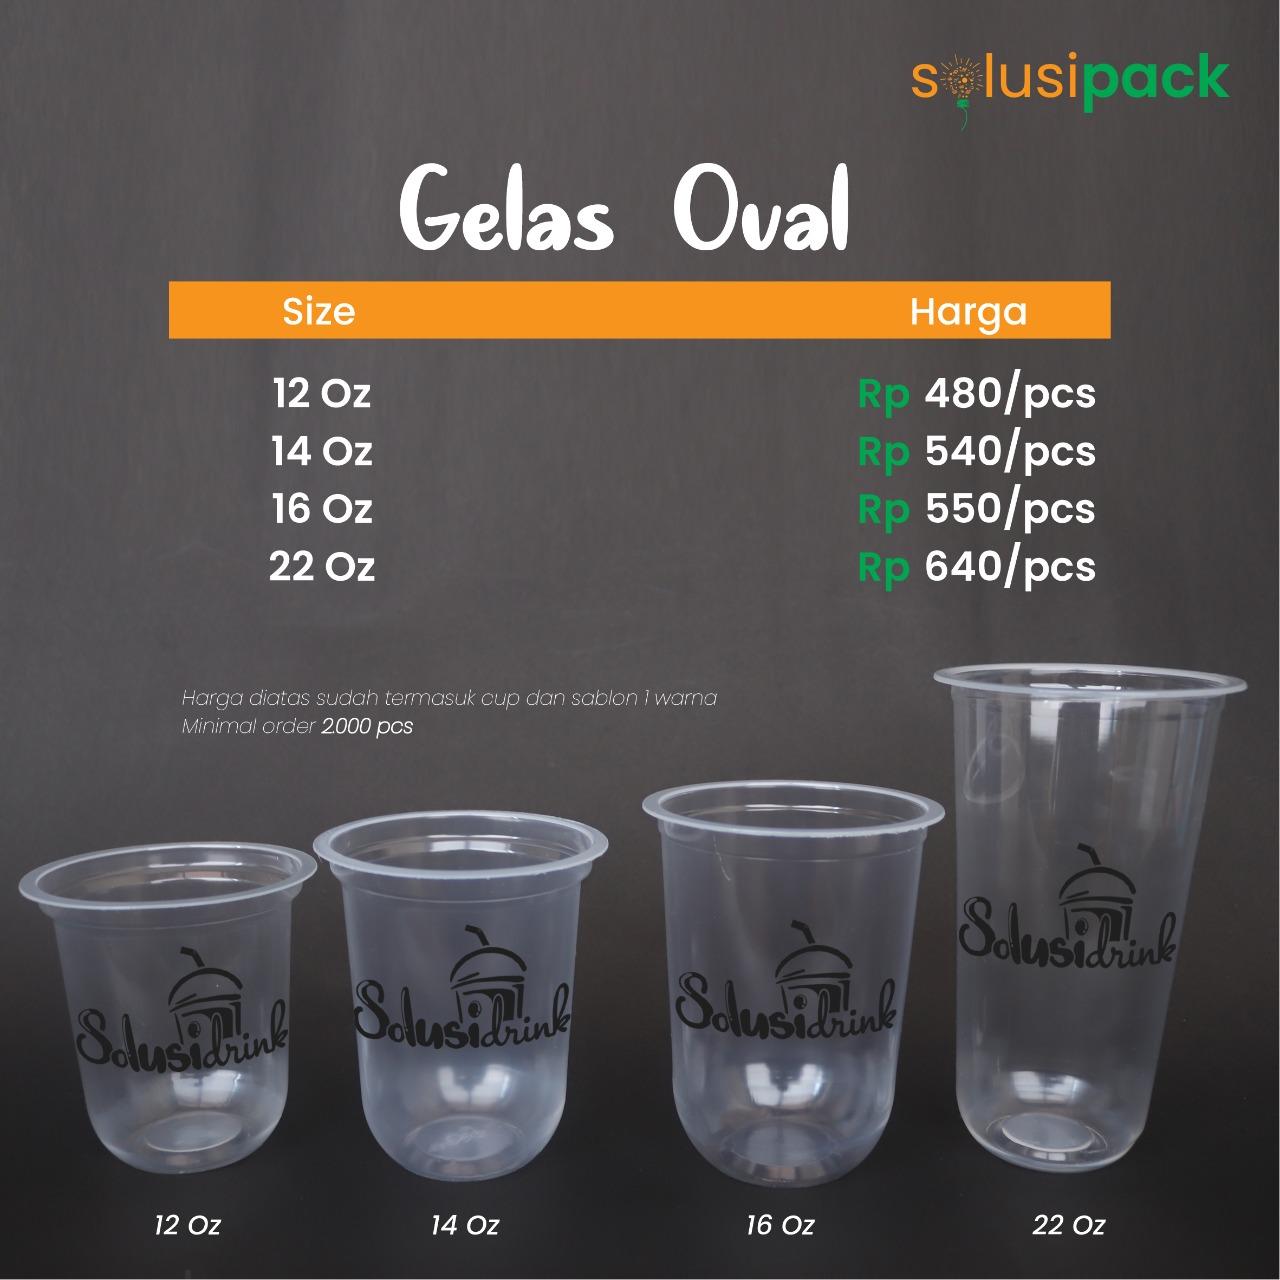 solusipack
Gelas Oval
Size Harga
12 Oz Rp 480/pcs
14 Oz Rp 540/pcs
16 Oz Rp 550/pcs
22 Oz Rp 640/pcs
Harga diatas sudah termasuk cup dan sablon 1 warna
Minimal order 2.000 pcs
Solusidrink
Solusidrink
Solusidrink
Solusidrink
12 Oz
14 Oz
16 Oz
22 Oz